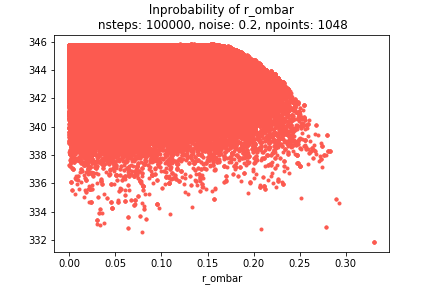 lnprobability of r_ombar
nsteps: 100000, noise: 0.2, npoints: 1048
346
344
342
340
338
336
334
332
0.00 0.05 0.10 0.15 0.20 0.25 0.30
r_ombar